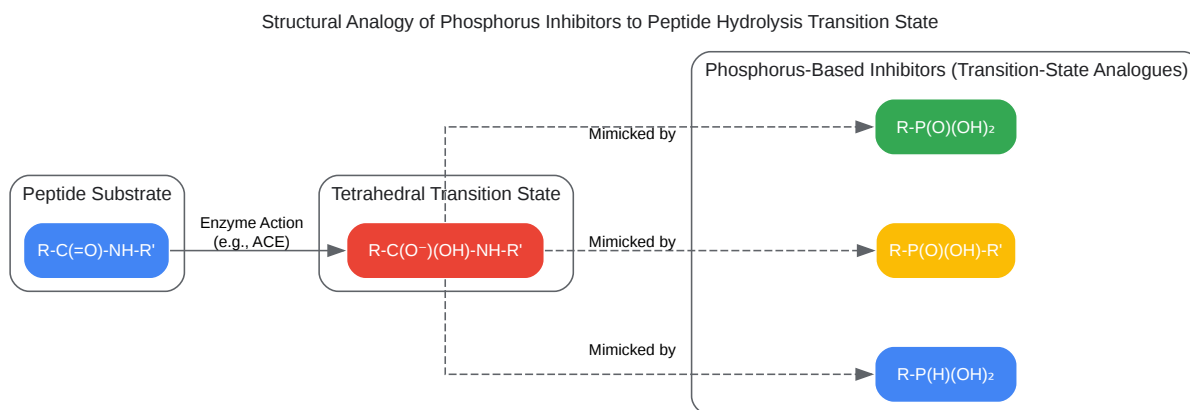 Structural Analogy of Phosphorus Inhibitors to Peptide Hydrolysis Transition State
Phosphorus-Based Inhibitors (Transition-State Analogues)
Mimicked by
R-P(O)(OH)₂
Peptide Substrate
Tetrahedral Transition State
Enzyme Action
(e.g., ACE)
R-C(=O)-NH-R'
R-C(O⁻)(OH)-NH-R'
Mimicked by
R-P(O)(OH)-R'
Mimicked by
R-P(H)(OH)₂